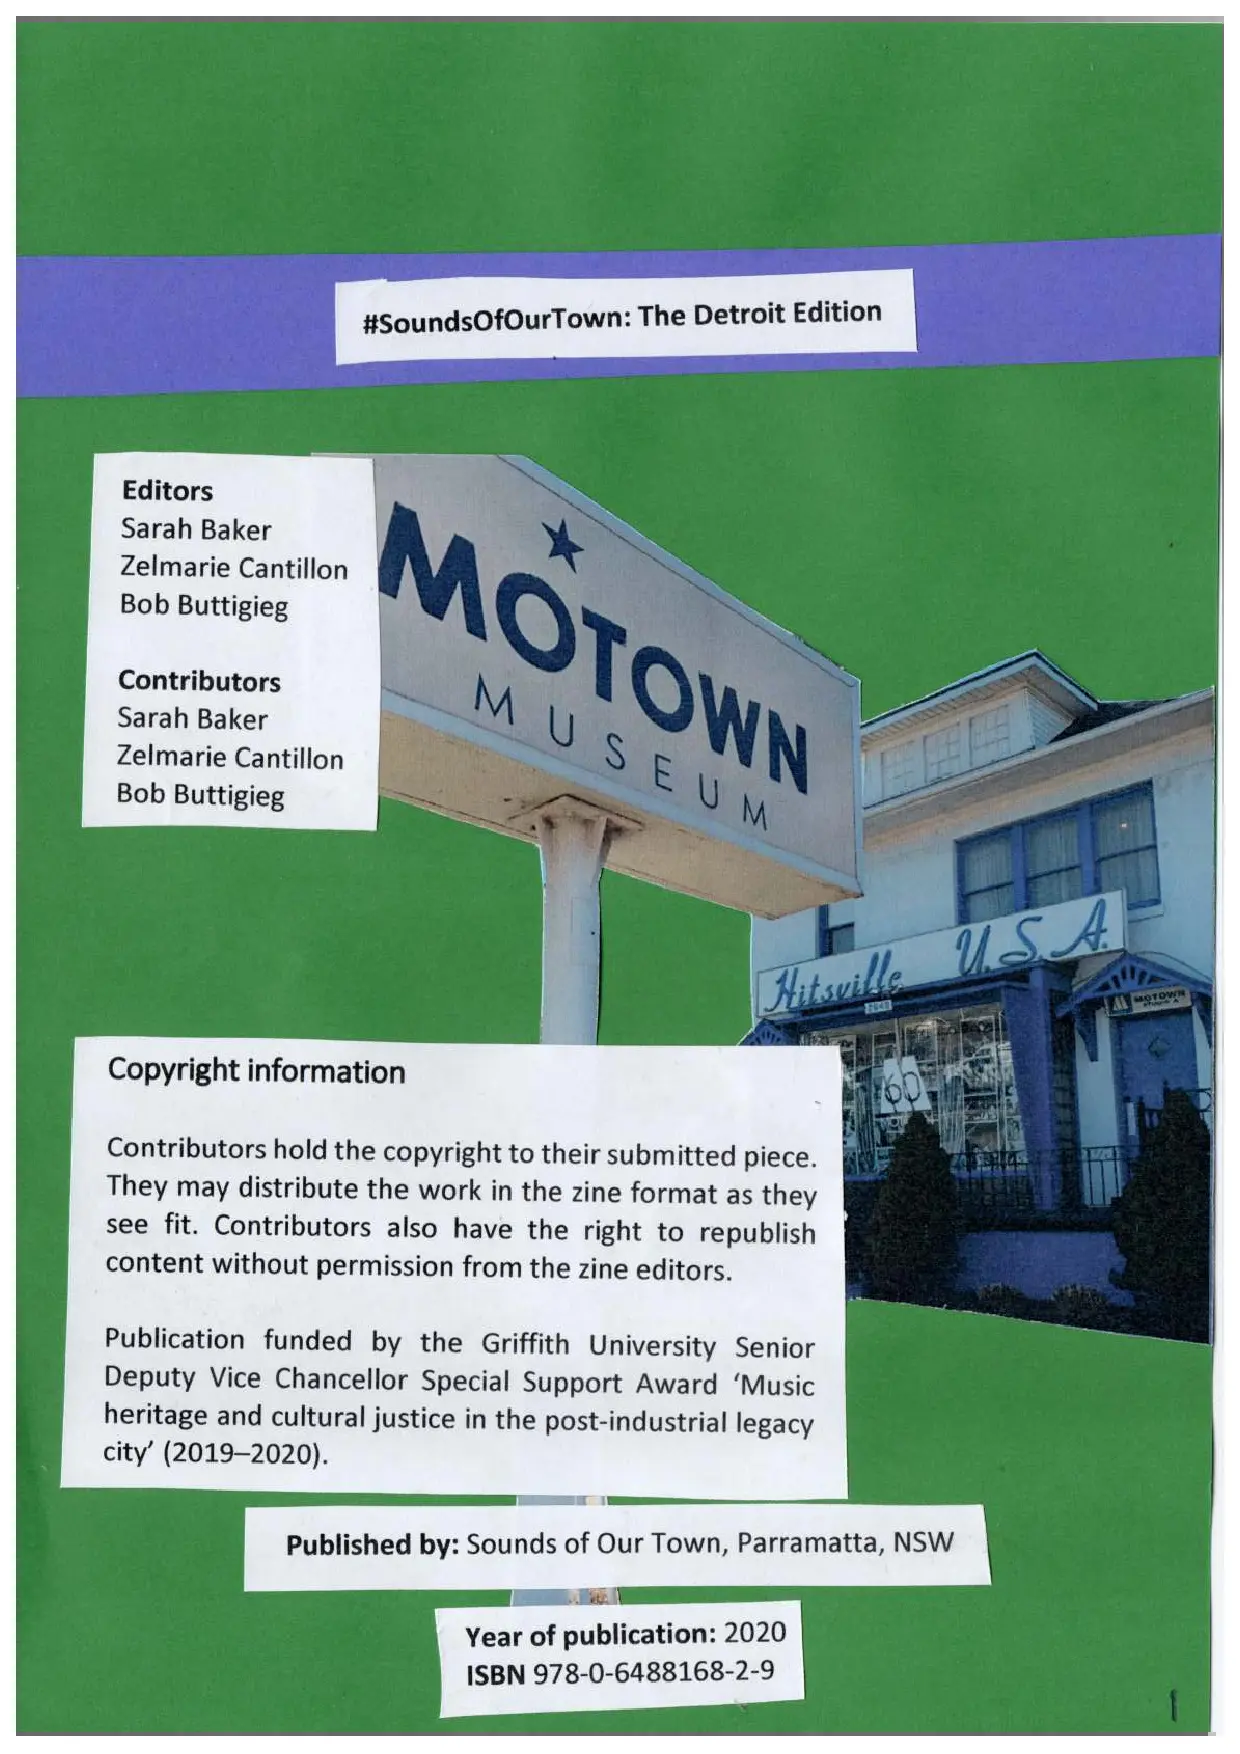 #SoundsOfOurTown: The Detroit Edition
Editors
Sarah Baker
Zelmarie Cantillon
Bob Buttigieg
Contributors
Sarah Baker
Zelmarie Cantillon
Bob Buttigieg
MOTOWN
MUSEUM
Hitsville U.S.A.
2648
MOTOWN
60
Copyright information
Contributors hold the copyright to their submitted piece.
They may distribute the work in the zine format as they
see fit. Contributors also have the right to republish
content without permission from the zine editors.
Publication funded by the Griffith University Senior
Deputy Vice Chancellor Special Support Award ‘Music
heritage and cultural justice in the post-industrial legacy
city’ (2019–2020).
Published by: Sounds of Our Town, Parramatta, NSW
Year of publication: 2020
ISBN 978-0-6488168-2-9
1